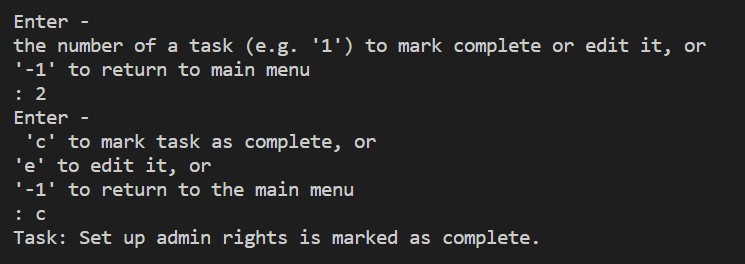 Enter -
the number of a task (e.g. '1') to mark complete or edit it, or
'-1' to return to main menu
: 2
Enter -
 'c' to mark task as complete, or
'e' to edit it, or
'-1' to return to the main menu
: c
Task: Set up admin rights is marked as complete.